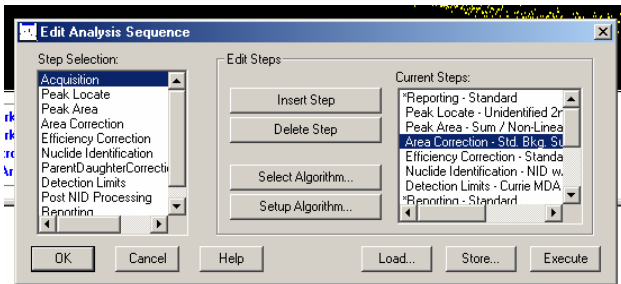 Edit Analysis Sequence
Step Selection:
Acquisition
Peak Locate
Peak Area
Area Correction
Efficiency Correction
Nuclide Identification
ParentDaughterCorrecti
Detection Limits
Post NID Processing
Reporting
Edit Steps
Insert Step
Delete Step
Select Algorithm...
Setup Algorithm...
Current Steps:
*Reporting - Standard
Peak Locate - Unidentified 2r
Peak Area - Sum / Non-Linea
Area Correction - Std. Bkg. Su
Efficiency Correction - Standa
Nuclide Identification - NID w.
Detection Limits - Currie MDA
*Reporting - Standard
OK
Cancel
Help
Load...
Store...
Execute